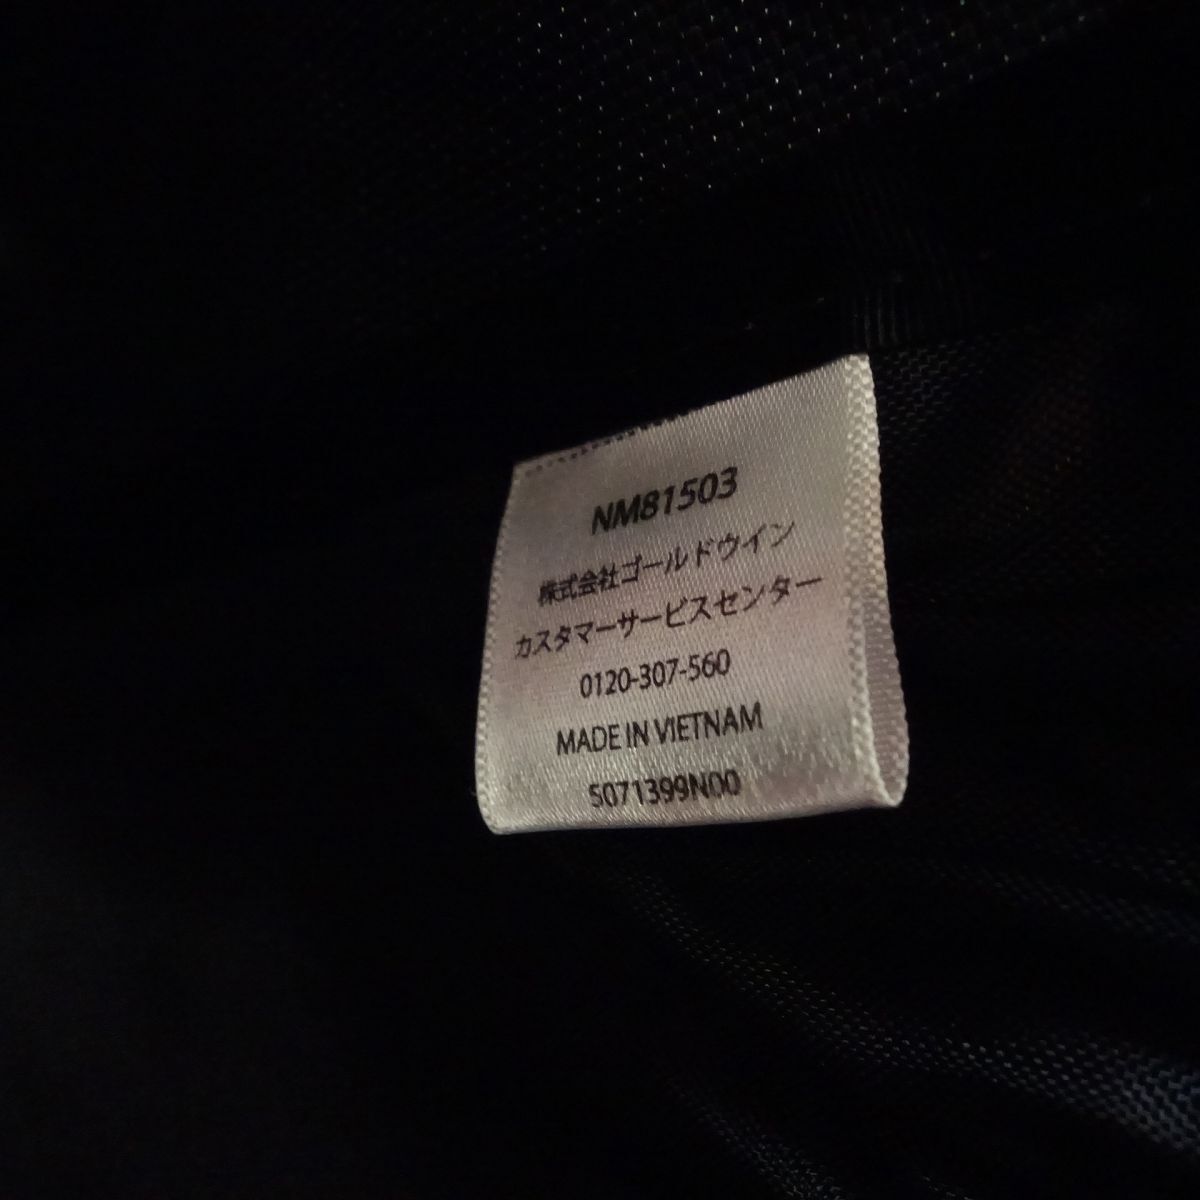 NM81503
株式会社ゴールドウイン
カスタマーサービスセンター
0120-307-560
MADE IN VIETNAM
5071399N00